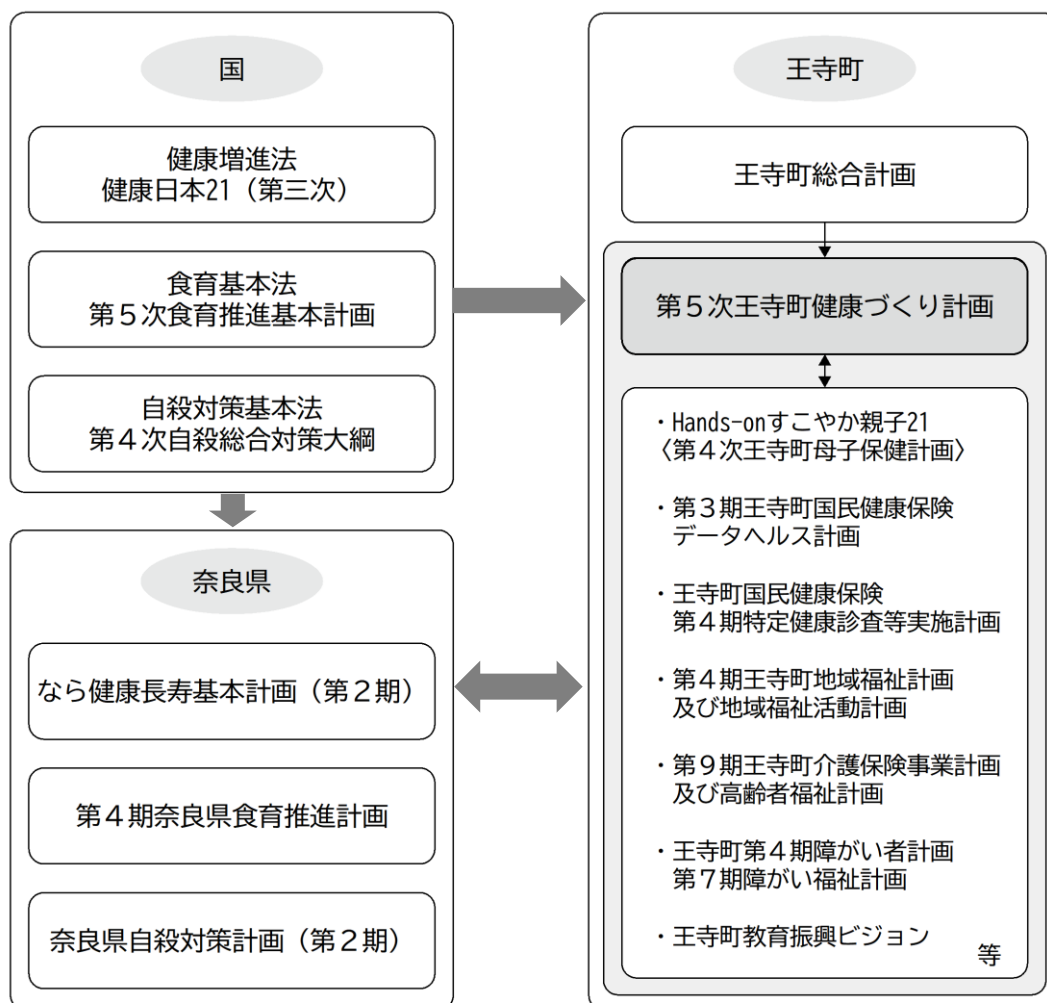 国
健康増進法
健康日本21（第三次）
食育基本法
第５次食育推進基本計画
自殺対策基本法
第４次自殺総合対策大綱
奈良県
なら健康長寿基本計画（第２期）
第４期奈良県食育推進計画
奈良県自殺対策計画（第２期）
王寺町
王寺町総合計画
第５次王寺町健康づくり計画
・Hands-onすこやか親子21
〈第４次王寺町母子保健計画〉
・第３期王寺町国民健康保険
データヘルス計画
・王寺町国民健康保険
第４期特定健康診査等実施計画
・第４期王寺町地域福祉計画
及び地域福祉活動計画
・第９期王寺町介護保険事業計画
及び高齢者福祉計画
・王寺町第４期障がい者計画
第７期障がい福祉計画
・王寺町教育振興ビジョン
等